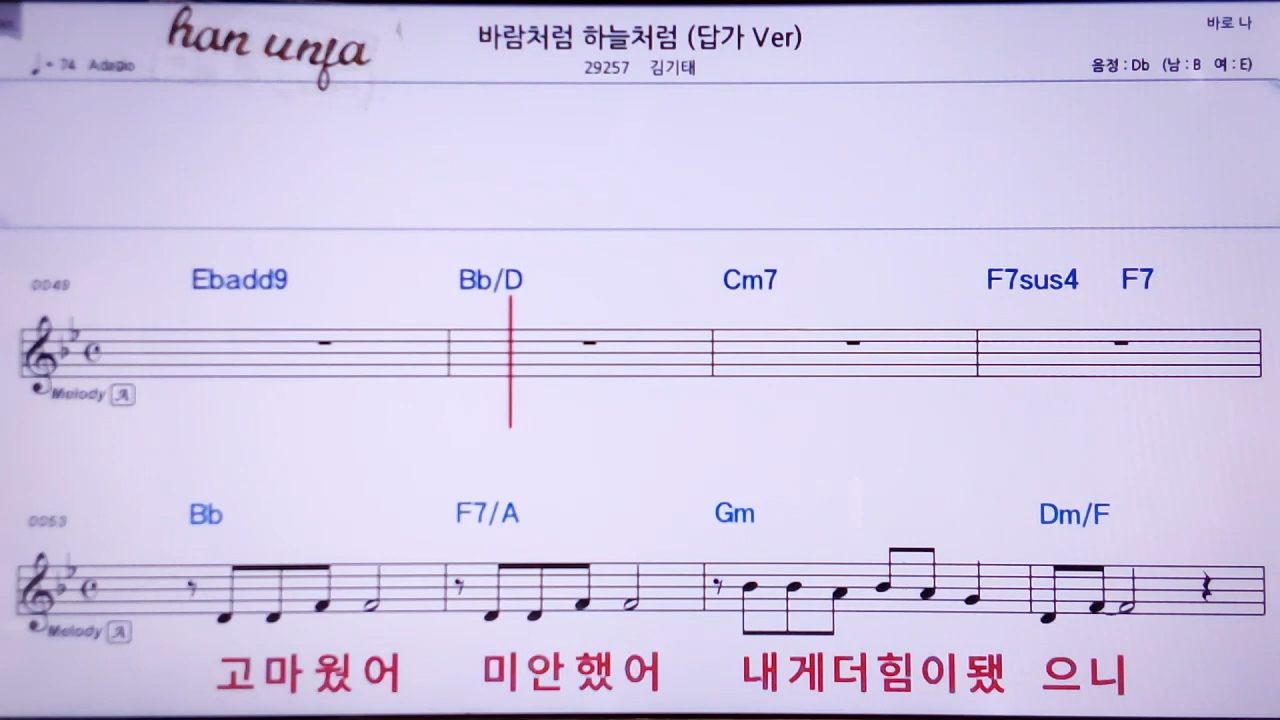 han unfa
바람처럼 하늘처럼 (답가 Ver)
바로 나
♩= 74 Adagio
29257 김기태
음정 : Db (남 : B 여 : E)
0049 Ebadd9 Bb/D Cm7 F7sus4 F7
Melody A
0053 Bb F7/A Gm Dm/F
Melody A
고마웠어 미안했어 내게더힘이됐 으니